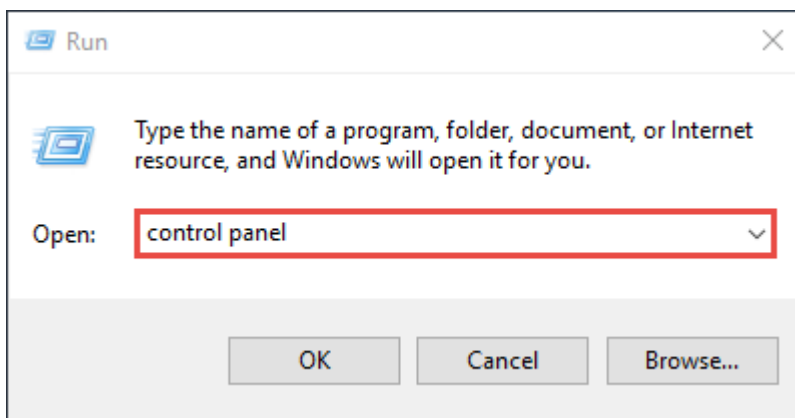 Run
Type the name of a program, folder, document, or Internet
resource, and Windows will open it for you.
Open: control panel
OK Cancel Browse...